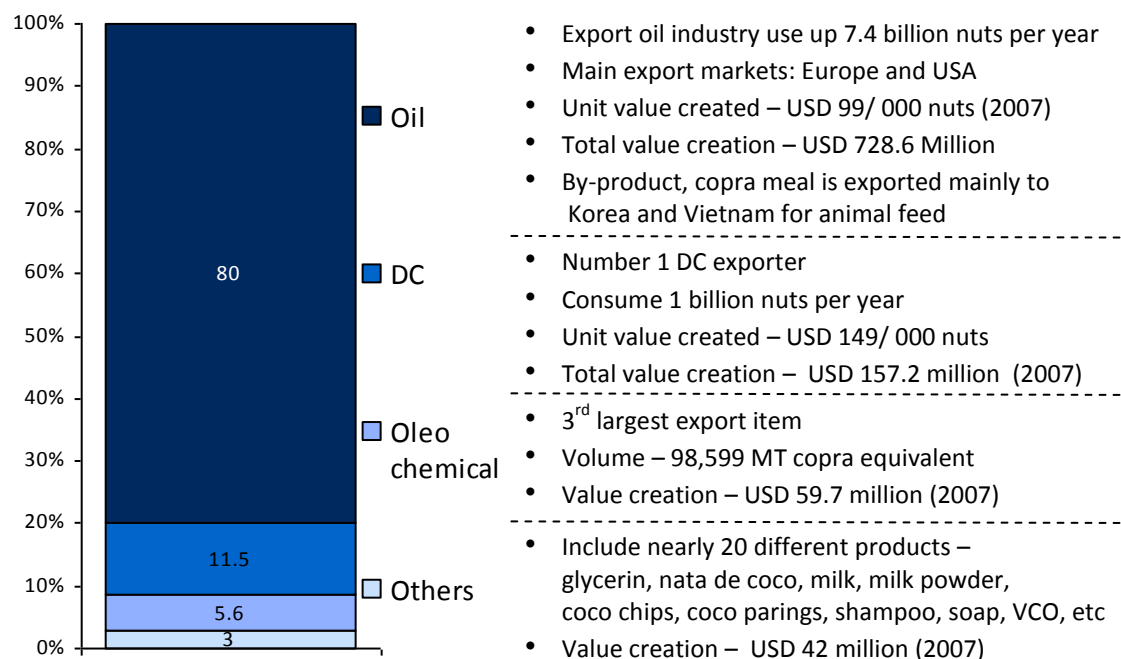 100%
90%
80%
70%
60%
50%
40%
30%
20%
10%
0%
80
11.5
5.6
3
Oil
DC
Oleo
chemical
Others
• Export oil industry use up 7.4 billion nuts per year
• Main export markets: Europe and USA
• Unit value created – USD 99/ 000 nuts (2007)
• Total value creation – USD 728.6 Million
• By-product, copra meal is exported mainly to
Korea and Vietnam for animal feed
• Number 1 DC exporter
• Consume 1 billion nuts per year
• Unit value created – USD 149/ 000 nuts
• Total value creation – USD 157.2 million (2007)
• 3rd largest export item
• Volume – 98,599 MT copra equivalent
• Value creation – USD 59.7 million (2007)
• Include nearly 20 different products –
glycerin, nata de coco, milk, milk powder,
coco chips, coco parings, shampoo, soap, VCO, etc
• Value creation – USD 42 million (2007)